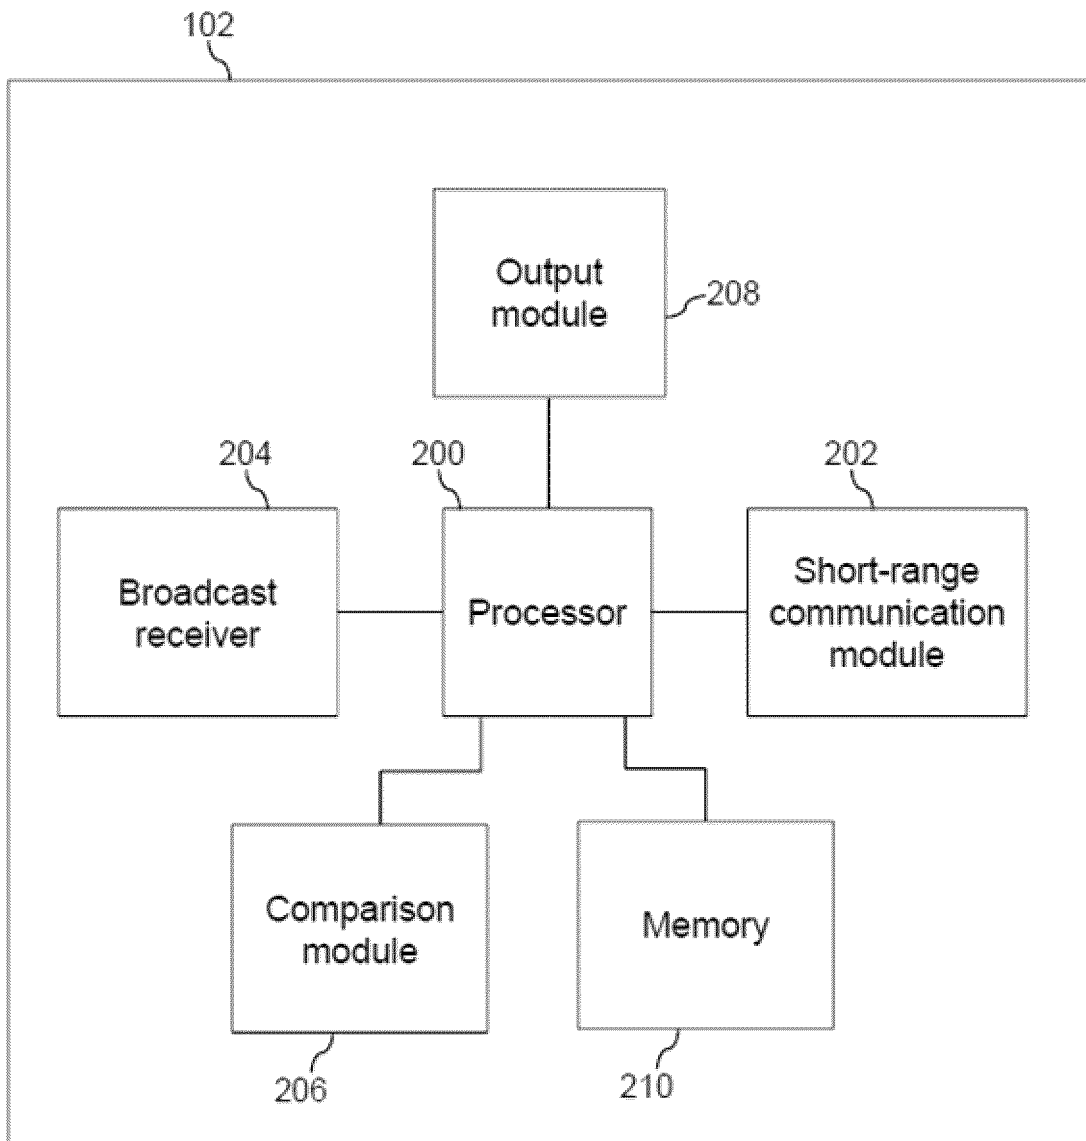 102
Output
module
208
204
200
202
Broadcast
receiver
Processor
Short-range
communication
module
Comparison
module
Memory
206
210